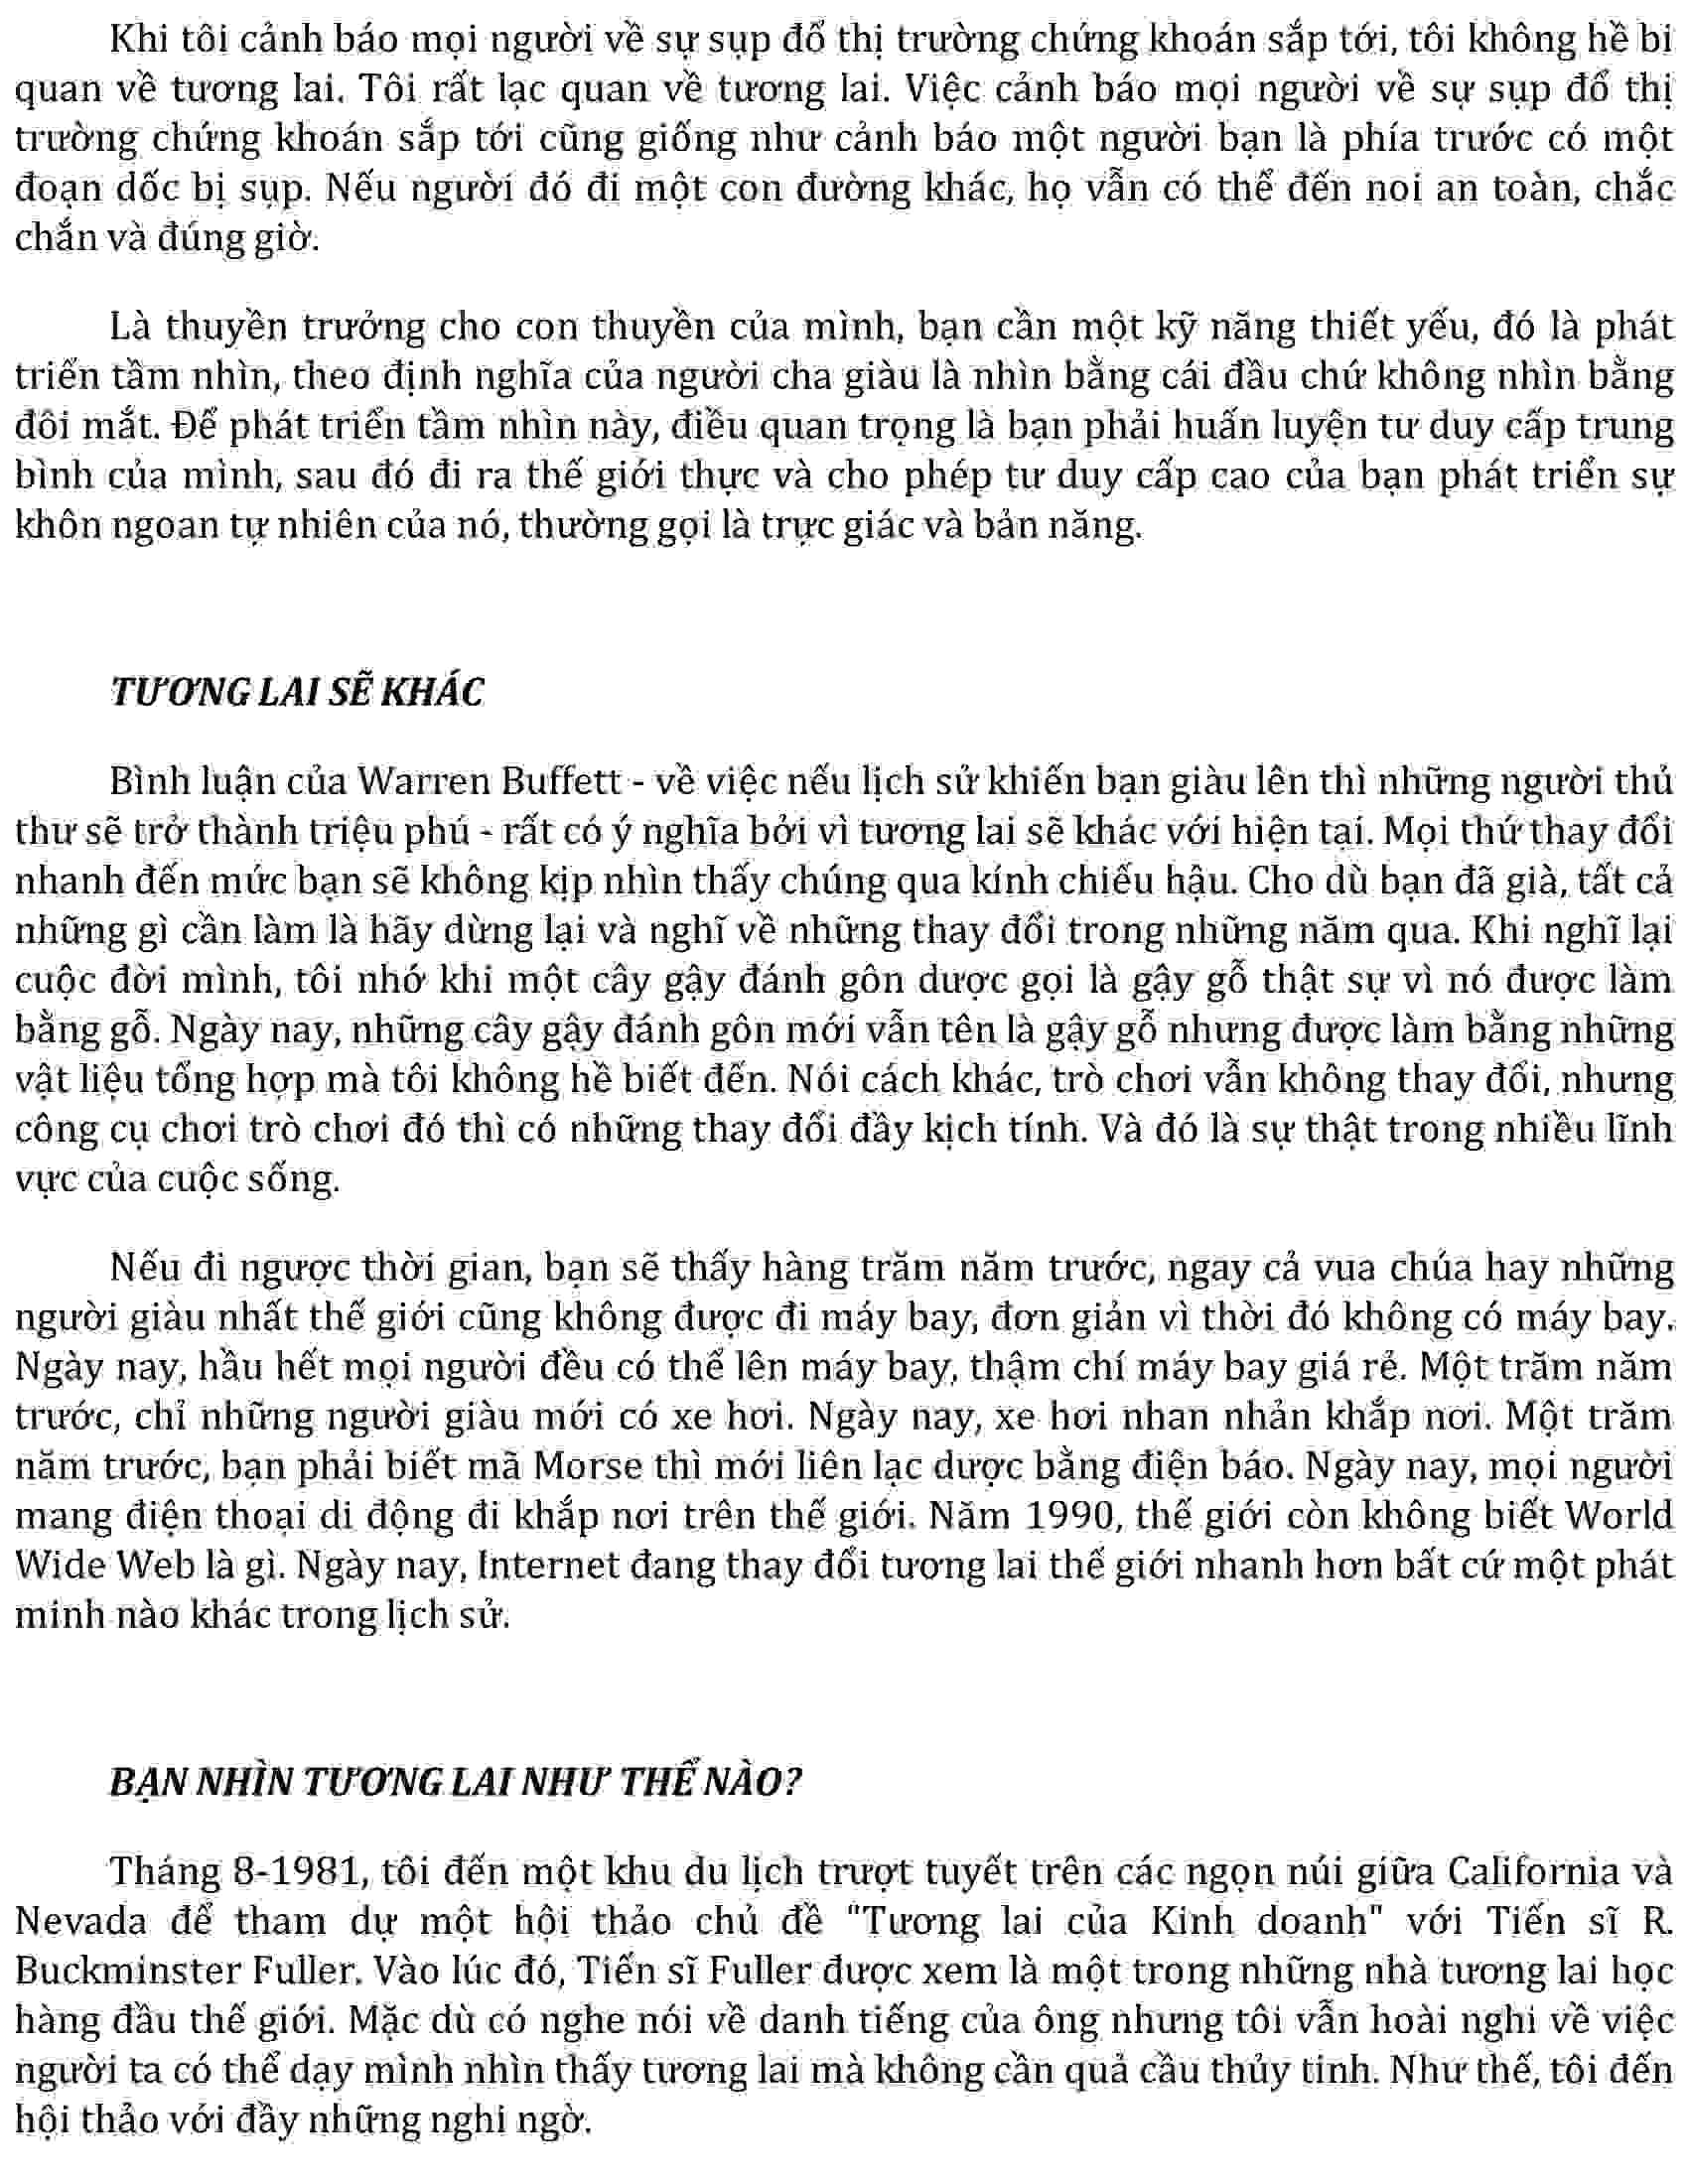 Khi tôi cảnh báo mọi người về sự sụp đổ thị trường chứng khoán sắp tới, tôi không hề bi
quan về tương lai. Tôi rất lạc quan về tương lai. Việc cảnh báo mọi người về sự sụp đổ thị
trường chứng khoán sắp tới cũng giống như cảnh báo một người bạn là phía trước có một
đoạn dốc bị sụp. Nếu người đó đi một con đường khác, họ vẫn có thể đến noi an toàn, chắc
chắn và đúng giờ.
Là thuyền trưởng cho con thuyền của mình, bạn cần một kỹ năng thiết yếu, đó là phát
triển tầm nhìn, theo định nghĩa của người cha giàu là nhìn bằng cái đầu chứ không nhìn bằng
đôi mắt. Để phát triển tầm nhìn này, điều quan trọng là bạn phải huấn luyện tư duy cấp trung
bình của mình, sau đó đi ra thế giới thực và cho phép tư duy cấp cao của bạn phát triển sự
khôn ngoan tự nhiên của nó, thường gọi là trực giác và bản năng.
TƯƠNG LAI SẼ KHÁC
Bình luận của Warren Buffett - về việc nếu lịch sử khiến bạn giàu lên thì những người thủ
thư sẽ trở thành triệu phú - rất có ý nghĩa bởi vì tương lai sẽ khác với hiện tại. Mọi thứ thay đổi
nhanh đến mức bạn sẽ không kịp nhìn thấy chúng qua kính chiếu hậu. Cho dù bạn đã già, tất cả
những gì cần làm là hãy dừng lại và nghĩ về những thay đổi trong những năm qua. Khi nghĩ lại
cuộc đời mình, tôi nhớ khi một cây gậy đánh gôn dược gọi là gậy gỗ thật sự vì nó được làm
bằng gỗ. Ngày nay, những cây gậy đánh gôn mới vẫn tên là gậy gỗ nhưng được làm bằng những
vật liệu tổng hợp mà tôi không hề biết đến. Nói cách khác, trò chơi vẫn không thay đổi, nhưng
công cụ chơi trò chơi đó thì có những thay đổi đầy kịch tính. Và đó là sự thật trong nhiều lĩnh
vực của cuộc sống.
Nếu đi ngược thời gian, bạn sẽ thấy hàng trăm năm trước, ngay cả vua chúa hay những
người giàu nhất thế giới cũng không được đi máy bay, đơn giản vì thời đó không có máy bay.
Ngày nay, hầu hết mọi người đều có thể lên máy bay, thậm chí máy bay giá rẻ. Một trăm năm
trước, chỉ những người giàu mới có xe hơi. Ngày nay, xe hơi nhan nhản khắp nơi. Một trăm
năm trước, bạn phải biết mã Morse thì mới liên lạc dược bằng điện báo. Ngày nay, mọi người
mang điện thoại di động đi khắp nơi trên thế giới. Năm 1990, thế giới còn không biết World
Wide Web là gì. Ngày nay, Internet đang thay đổi tương lai thế giới nhanh hơn bất cứ một phát
minh nào khác trong lịch sử.
BẠN NHÌN TƯƠNG LAI NHƯ THẾ NÀO?
Tháng 8-1981, tôi đến một khu du lịch trượt tuyết trên các ngọn núi giữa California và
Nevada để tham dự một hội thảo chủ đề "Tương lai của Kinh doanh" với Tiến sĩ R.
Buckminster Fuller. Vào lúc đó, Tiến sĩ Fuller được xem là một trong những nhà tương lai học
hàng đầu thế giới. Mặc dù có nghe nói về danh tiếng của ông nhưng tôi vẫn hoài nghi về việc
người ta có thể dạy mình nhìn thấy tương lai mà không cần quả cầu thủy tinh. Như thế, tôi đến
hội thảo với đầy những nghi ngờ.